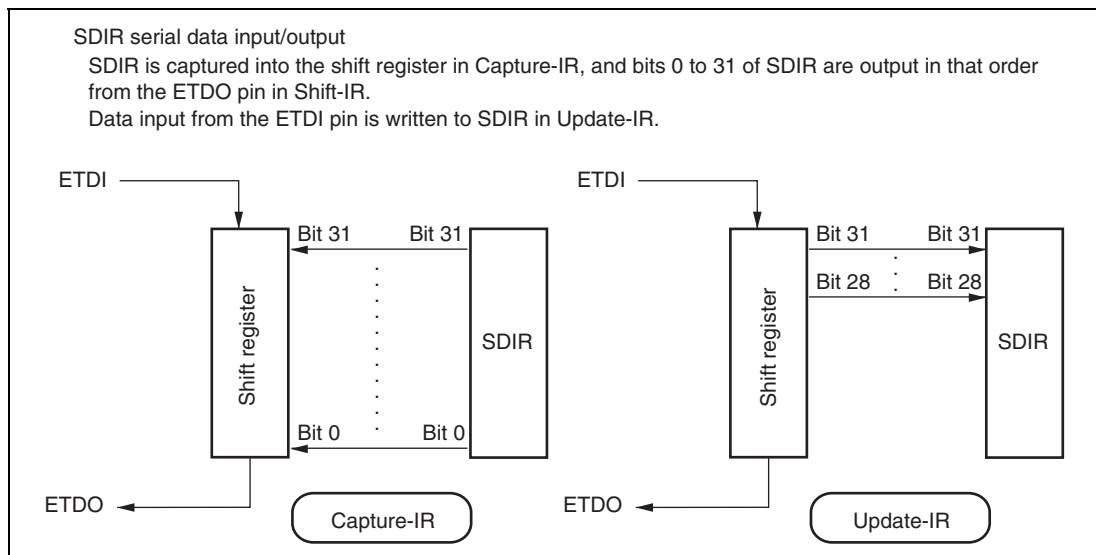 SDIR serial data input/output
SDIR is captured into the shift register in Capture-IR, and bits 0 to 31 of SDIR are output in that order
from the ETDO pin in Shift-IR.
Data input from the ETDI pin is written to SDIR in Update-IR.
ETDI
Bit 31 Bit 31
Shift register
SDIR
Bit 0 Bit 0
ETDO
Capture-IR
ETDI
Bit 31 Bit 31
Bit 28 Bit 28
Shift register
SDIR
ETDO
Update-IR